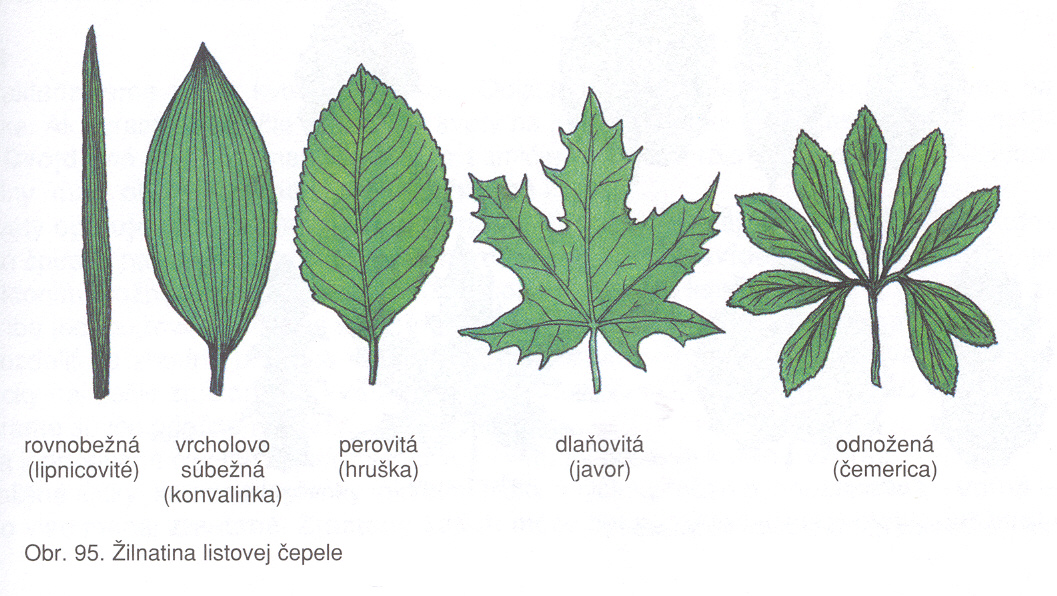 rovnobežná
(lipnicovité)
vrcholovo
súbežná
(konvalinka)
perovitá
(hruška)
dlaňovitá
(javor)
odnožená
(čemerica)
Obr. 95. Žilnatina listovej čepele